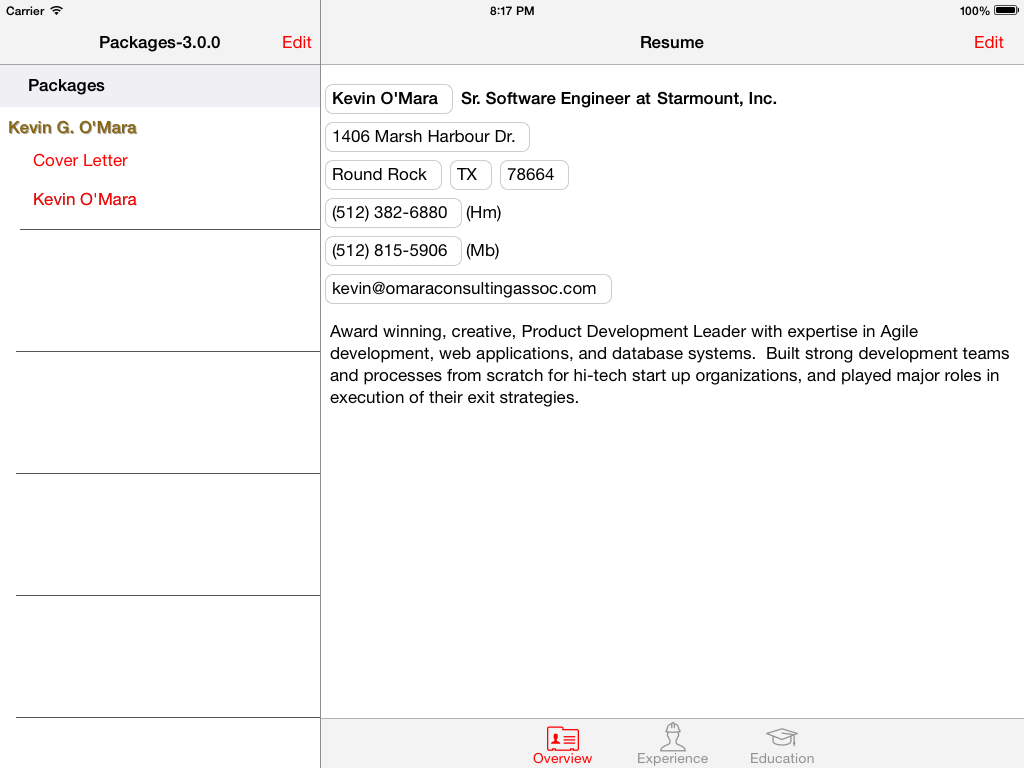 Carrier 8:17 PM 100%
Packages-3.0.0 Edit
Resume Edit
Packages
Kevin G. O'Mara
Cover Letter
Kevin O'Mara
Kevin O'Mara Sr. Software Engineer at Starmount, Inc.
1406 Marsh Harbour Dr.
Round Rock TX 78664
(512) 382-6880 (Hm)
(512) 815-5906 (Mb)
kevin@omaraconsultingassoc.com
Award winning, creative, Product Development Leader with expertise in Agile
development, web applications, and database systems.  Built strong development teams
and processes from scratch for hi-tech start up organizations, and played major roles in
execution of their exit strategies.
Overview Experience Education